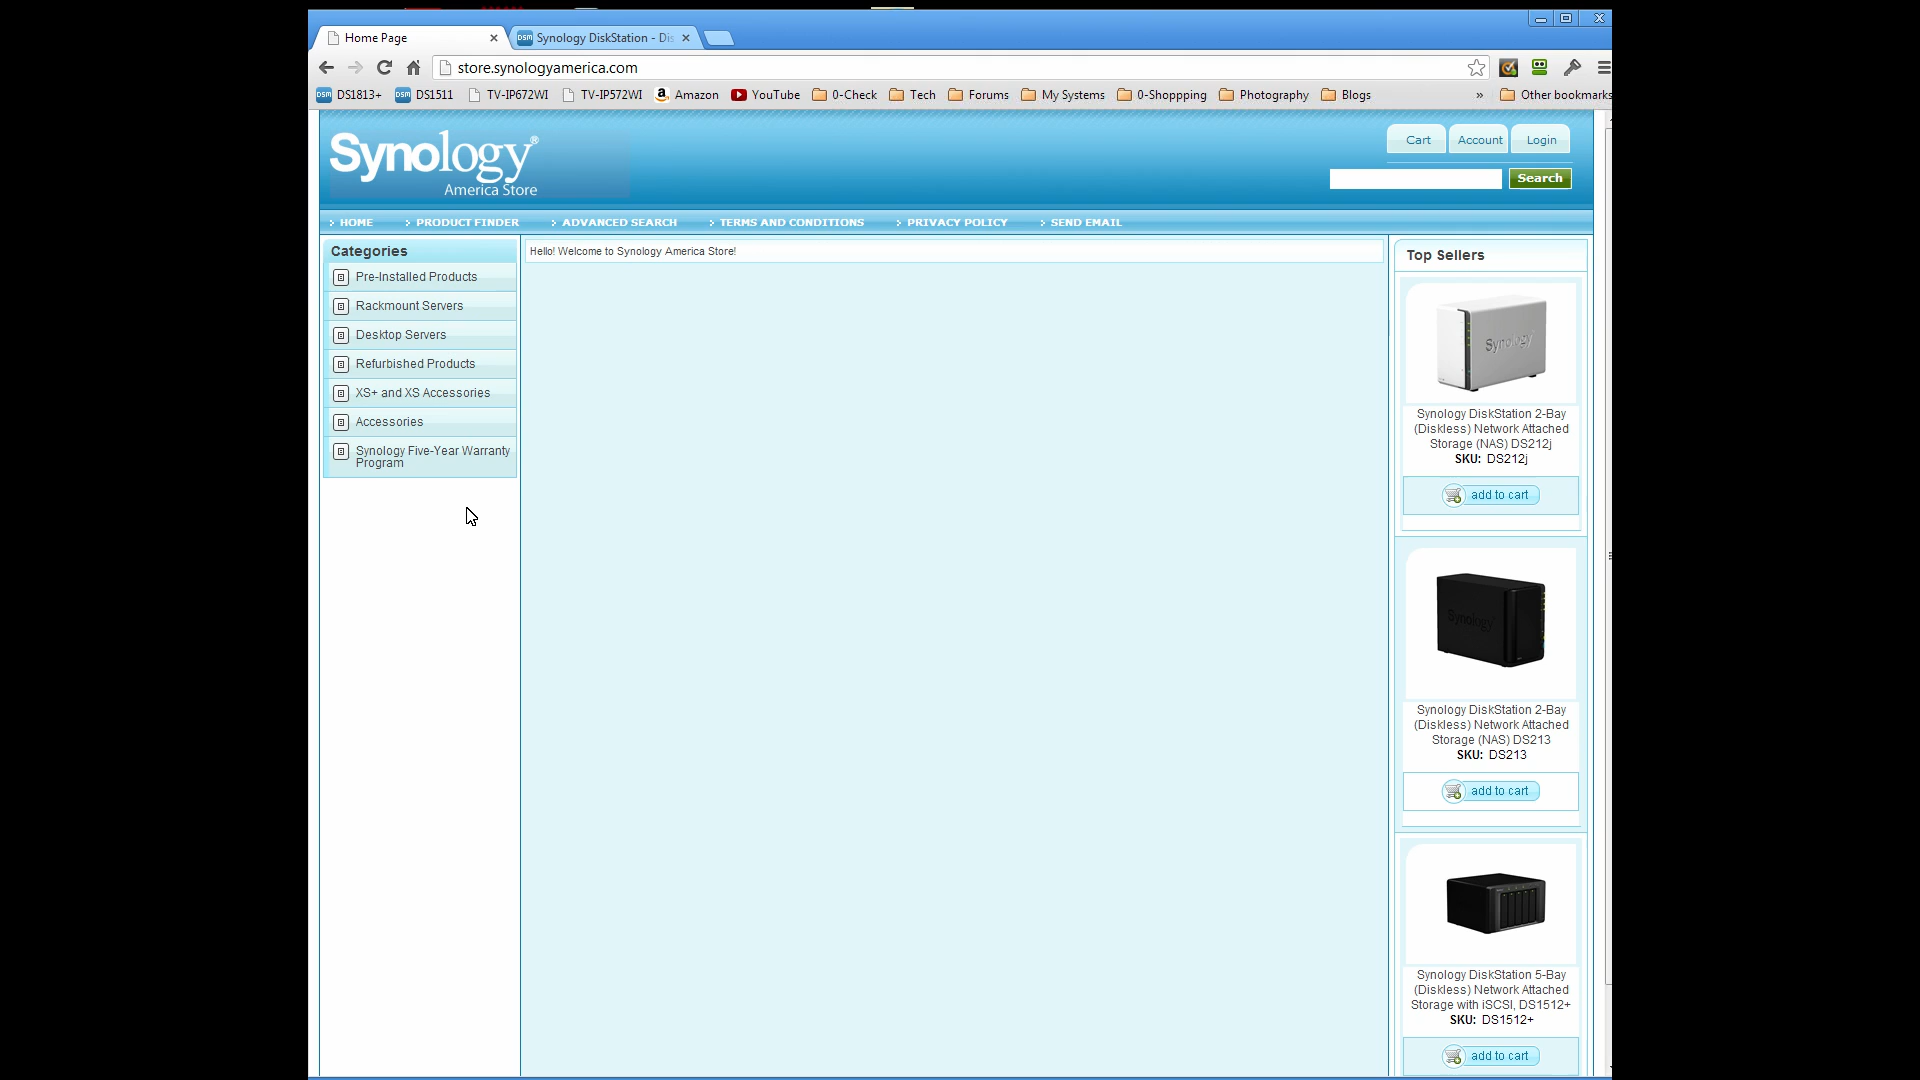 Home Page
Synology DiskStation - Dis
store.synologyamerica.com
DS1813+
DS1511
TV-IP672WI
TV-IP572WI
Amazon
YouTube
0-Check
Tech
Forums
My Systems
0-Shoppping
Photography
Blogs
»
Other bookmarks
Synology®
America Store
Cart
Account
Login
Search
HOME
PRODUCT FINDER
ADVANCED SEARCH
TERMS AND CONDITIONS
PRIVACY POLICY
SEND EMAIL
Categories
Pre-Installed Products
Rackmount Servers
Desktop Servers
Refurbished Products
XS+ and XS Accessories
Accessories
Synology Five-Year Warranty
Program
Hello! Welcome to Synology America Store!
Top Sellers
Synology
Synology DiskStation 2-Bay
(Diskless) Network Attached
Storage (NAS) DS212j
SKU: DS212j
add to cart
Synology
Synology DiskStation 2-Bay
(Diskless) Network Attached
Storage (NAS) DS213
SKU: DS213
add to cart
Synology DiskStation 5-Bay
(Diskless) Network Attached
Storage with iSCSI, DS1512+
SKU: DS1512+
add to cart